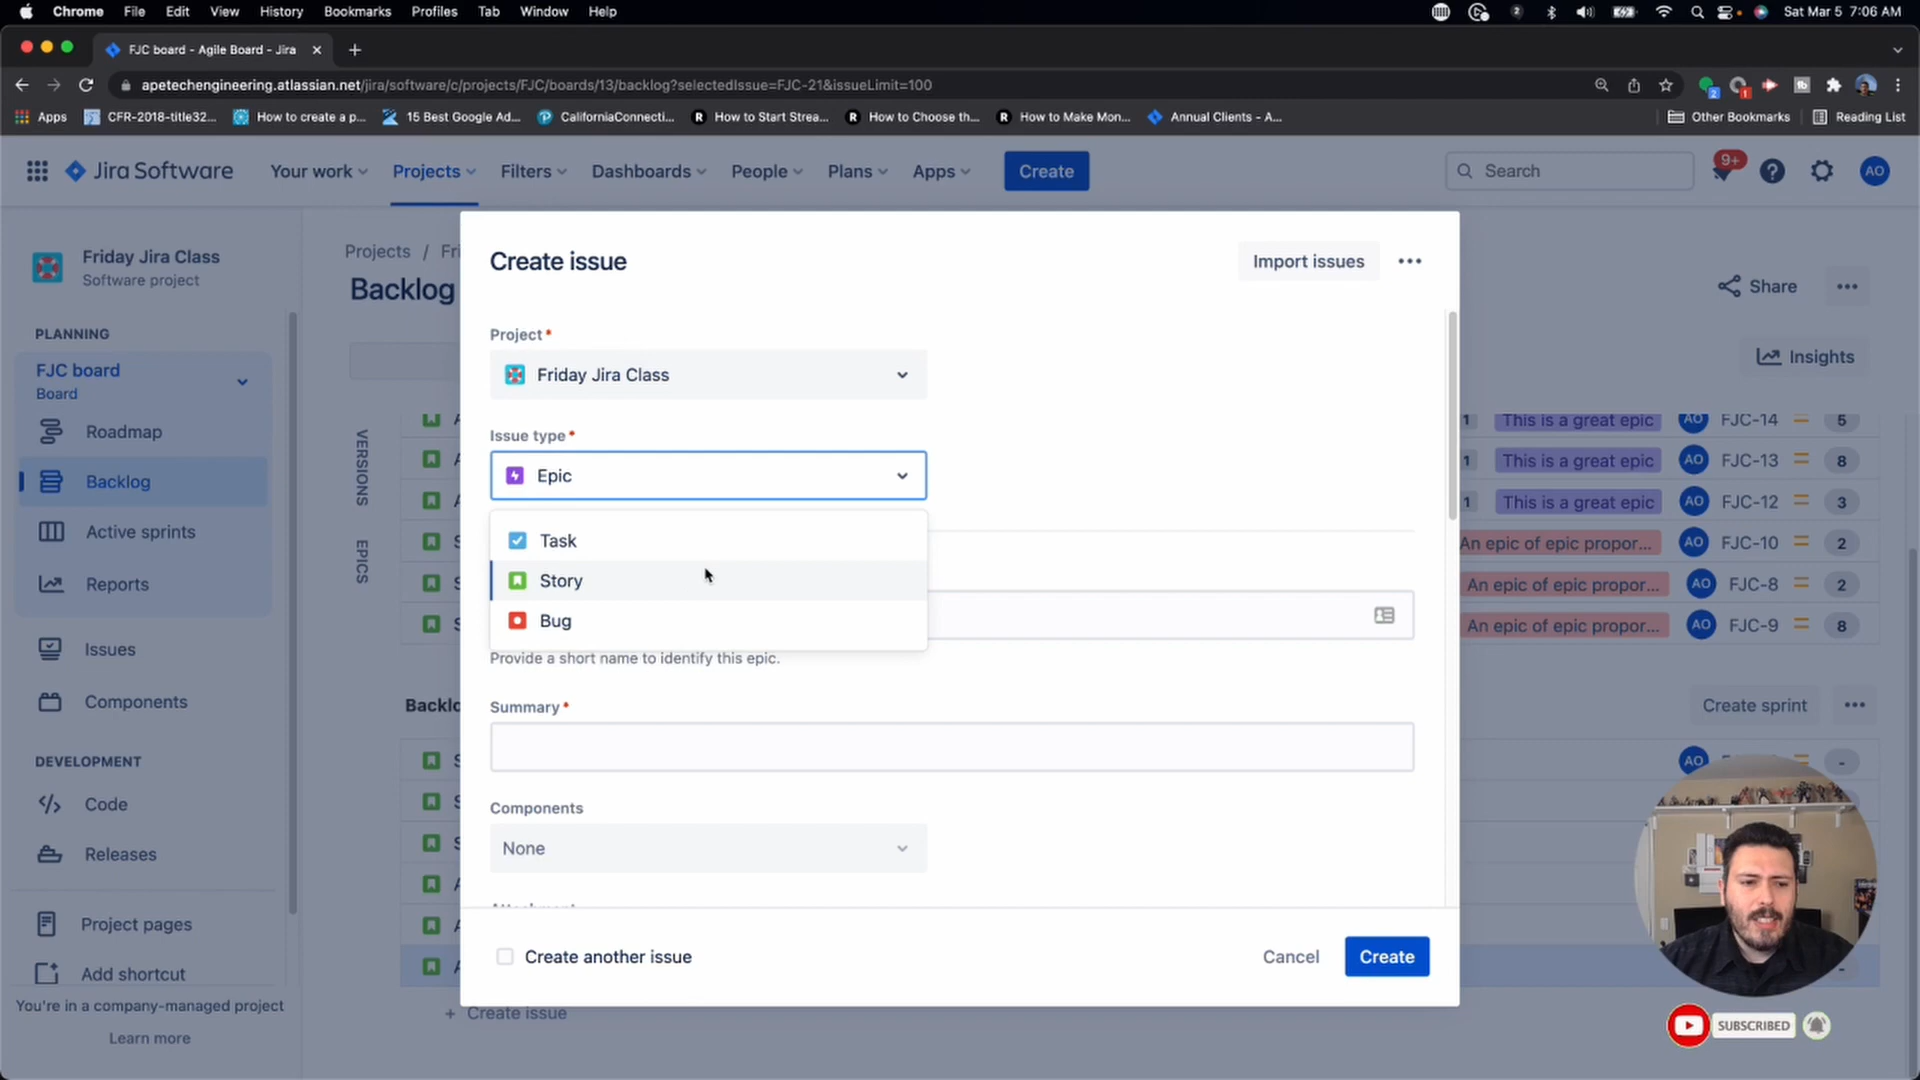 Chrome File Edit View History Bookmarks Profiles Tab Window Help
2
Sat Mar 5 7:06 AM
FJC board - Agile Board - Jira
apetechengineering.atlassian.net/jira/software/c/projects/FJC/boards/13/backlog?selectedIssue=FJC-21&issueLimit=100
2
1
Apps CFR-2018-title32... How to create a p... 15 Best Google Ad... CaliforniaConnecti... How to Start Strea... How to Choose th... How to Make Mon... Annual Clients - A... Other Bookmarks Reading List
Jira Software Your work Projects Filters Dashboards People Plans Apps Create Search 9+ AO
Friday Jira Class
Software project
PLANNING
FJC board
Board
Roadmap
Backlog
Active sprints
Reports
Issues
Components
DEVELOPMENT
Code
Releases
Project pages
Add shortcut
You're in a company-managed project
Learn more
Projects / Fri
Backlog
Share
Insights
VERSIONS
EPICS
1 This is a great epic AO FJC-14 5
1 This is a great epic AO FJC-13 8
1 This is a great epic AO FJC-12 3
An epic of epic propor... AO FJC-10 2
An epic of epic propor... AO FJC-8 2
An epic of epic propor... AO FJC-9 8
Backlo
Create sprint
AO -
+ Create issue
Create issue
Import issues
Project*
Friday Jira Class
Issue type*
Epic
Task
Story
Bug
Provide a short name to identify this epic.
Summary*
Components
None
Create another issue
Cancel
Create
SUBSCRIBED